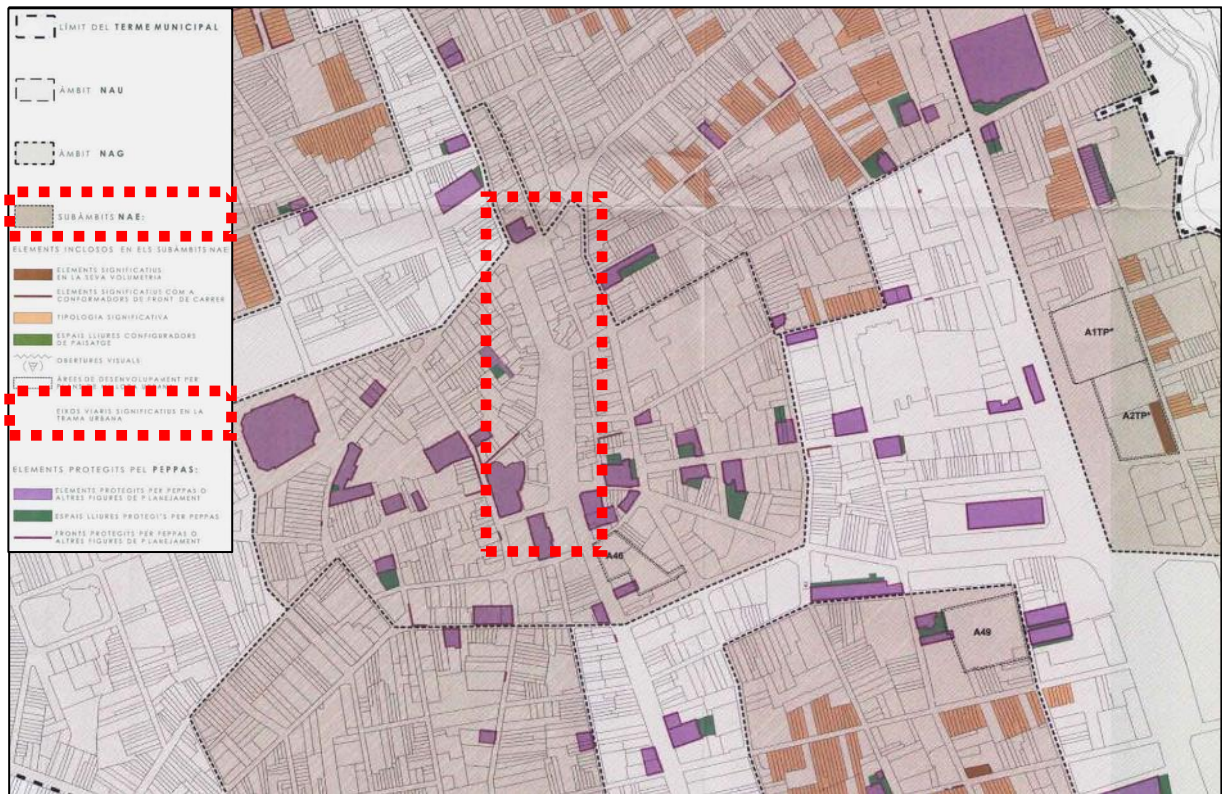 LÍMIT DEL TERME MUNICIPAL
ÀMBIT NAU
ÀMBIT NAG
SUBÀMBITS NAE:
ELEMENTS INCLOSOS EN ELS SUBÀMBITS NAE
ELEMENTS SIGNIFICATIUS
EN LA SEVA VOLUMETRIA
ELEMENTS SIGNIFICATIUS COM A
CONFORMADORS DE FRONT DE CARRER
TIPOLOGIA SIGNIFICATIVA
ESPAIS LLIURES CONFIGURADORS
DE PAISATGE
OBERTURES VISUALS
ÀREES DE DESENVOLUPAMENT PER
EIXOS VIARIS SIGNIFICATIUS EN LA
TRAMA URBANA
ELEMENTS PROTEGITS PEL PEPPAS:
ELEMENTS PROTEGITS PER PEPPAS O
ALTRES FIGURES DE PLANEJAMENT
ESPAIS LLIURES PROTEGITS PER PEPPAS
FRONTS PROTEGITS PER PEPPAS O
ALTRES FIGURES DE PLANEJAMENT
A1TP*
A2TP*
A46
A49